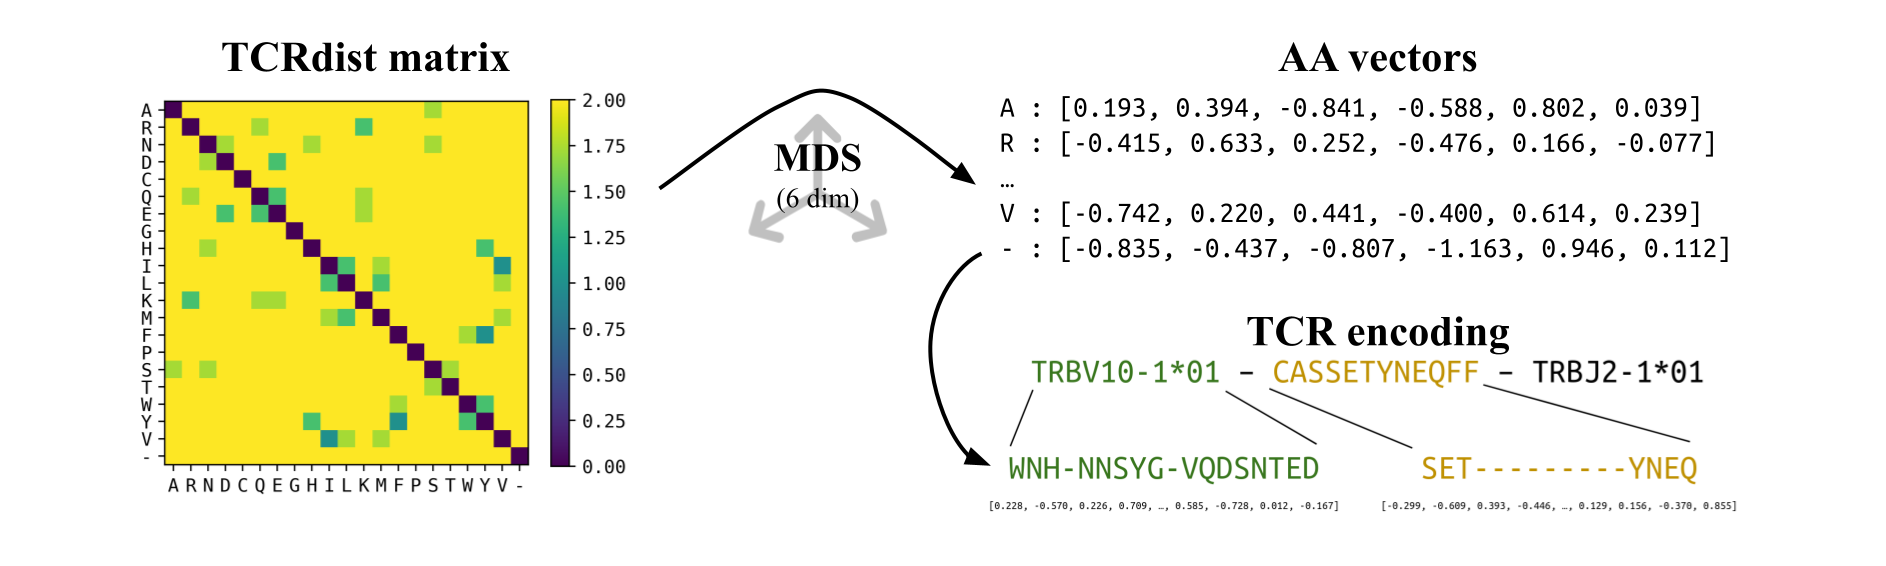 TCRdist matrix
A
R
N
D
C
Q
E
G
H
I
L
K
M
F
P
S
T
W
Y
V
-
A R N D C Q E G H I L K M F P S T W Y V -
2.00
1.75
1.50
1.25
1.00
0.75
0.50
0.25
0.00
MDS
(6 dim)
AA vectors
A : [0.193, 0.394, -0.841, -0.588, 0.802, 0.039]
R : [-0.415, 0.633, 0.252, -0.476, 0.166, -0.077]
…
V : [-0.742, 0.220, 0.441, -0.400, 0.614, 0.239]
- : [-0.835, -0.437, -0.807, -1.163, 0.946, 0.112]
TCR encoding
TRBV10-1*01 – CASSETYNEQFF – TRBJ2-1*01
WNH-NNSYG-VQDSNTED SET---------YNEQ
[0.228, -0.570, 0.226, 0.709, …, 0.585, -0.728, 0.012, -0.167] [-0.299, -0.609, 0.393, -0.446, …, 0.129, 0.156, -0.370, 0.855]